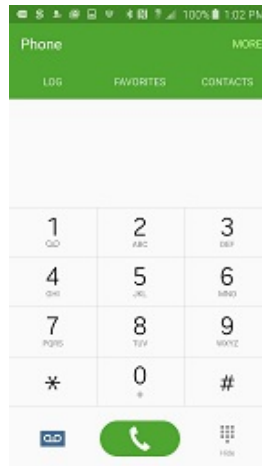 100% 1:02 PM
Phone MORE
LOG FAVORITES CONTACTS
1 2 3
ABC DEF
4 5 6
GHI JKL MNO
7 8 9
PQRS TUV WXYZ
* 0 #
+
Hide